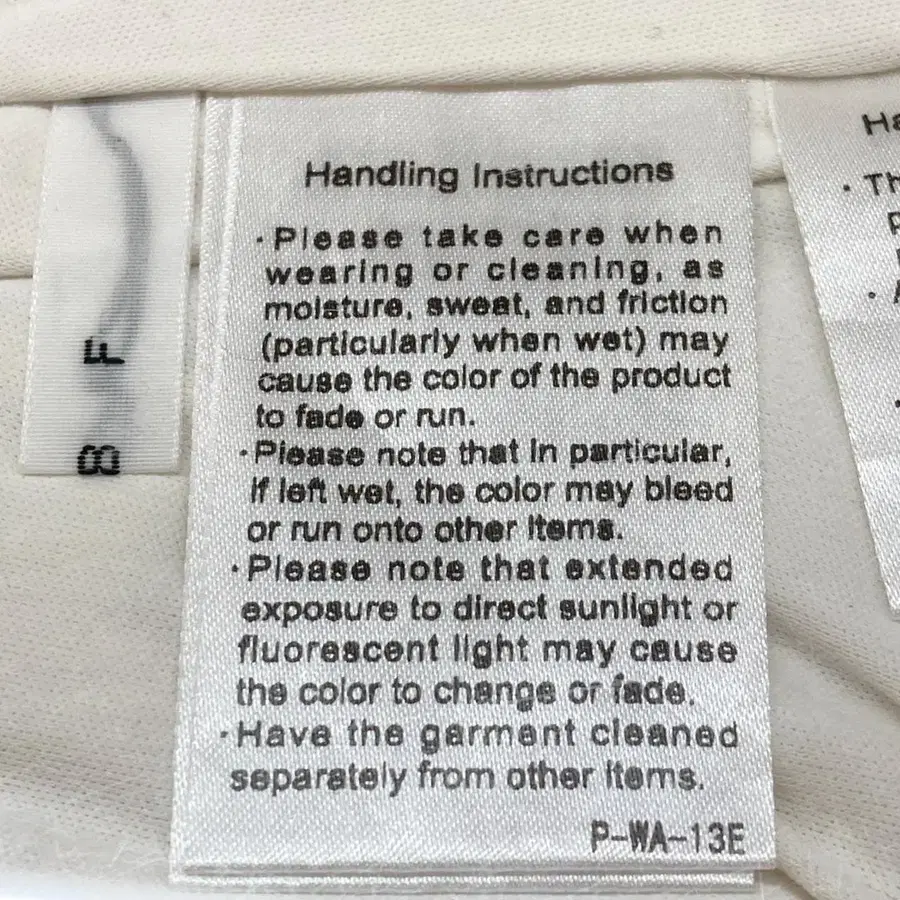 Handling Instructions
・Please take care when
wearing or cleaning, as
moisture, sweat, and friction
(particularly when wet) may
cause the color of the product
to fade or run.
・Please note that in particular,
if left wet, the color may bleed
or run onto other items.
・Please note that extended
exposure to direct sunlight or
fluorescent light may cause
the color to change or fade.
・Have the garment cleaned
separately from other items.
P-WA-13E
F
8